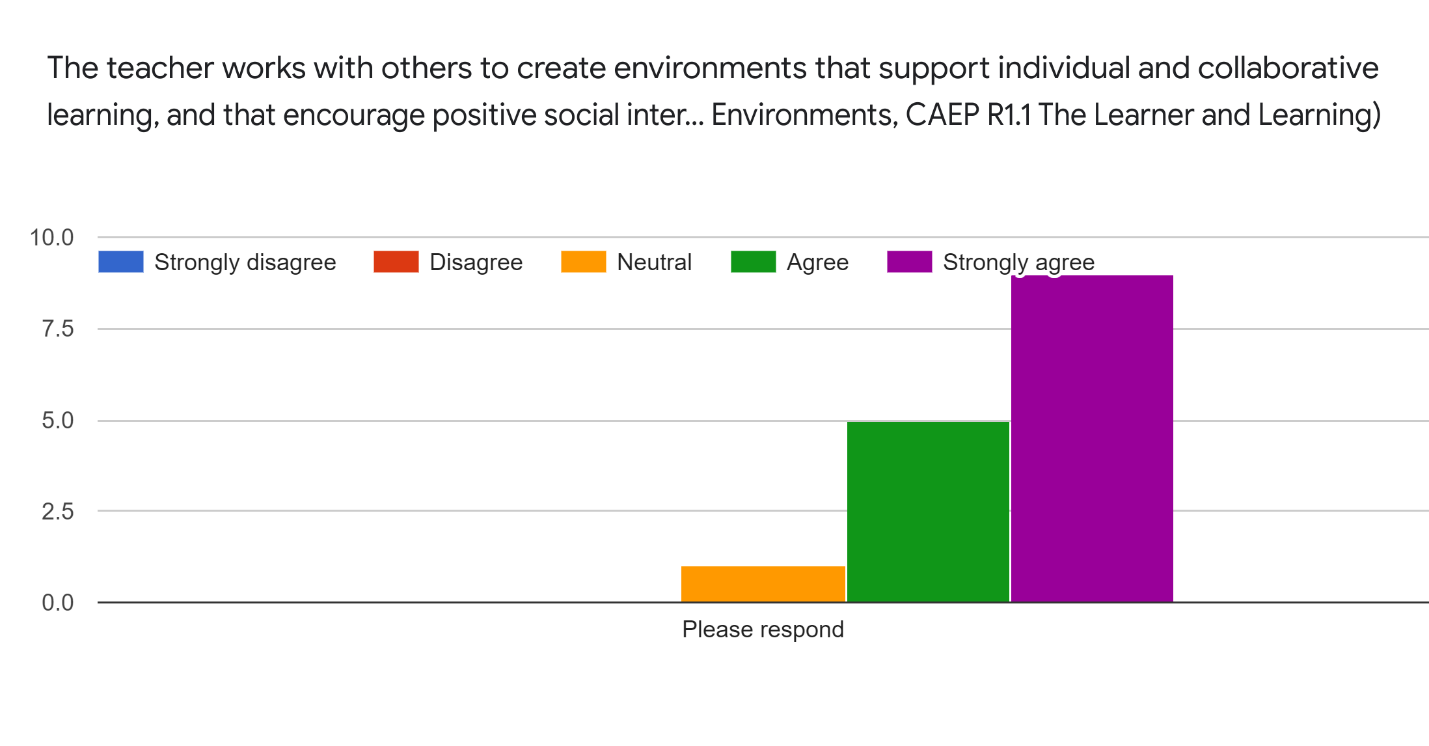 The teacher works with others to create environments that support individual and collaborative
learning, and that encourage positive social inter... Environments, CAEP R1.1 The Learner and Learning)
10.0
Strongly disagree Disagree Neutral Agree Strongly agree
7.5
5.0
2.5
0.0
Please respond